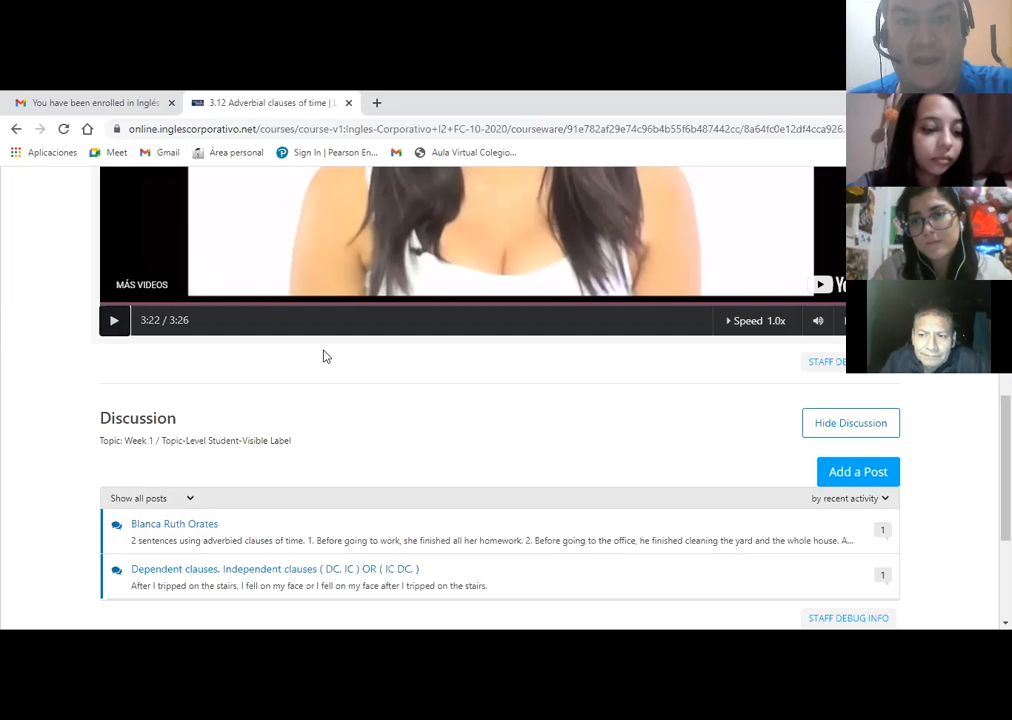 You have been enrolled in Inglés
3.12 Adverbial clauses of time |
online.inglescorporativo.net/courses/course-v1:Ingles-Corporativo+I2+FC-10-2020/courseware/91e782af29e74c96b4b55f6b487442cc/8a64fc0e12df4cca926.
Aplicaciones Meet Gmail Área personal Sign In | Pearson En... Aula Virtual Colegio...
MÁS VIDEOS
3:22 / 3:26 Speed 1.0x
STAFF DE
Discussion
Hide Discussion
Topic: Week 1 / Topic-Level Student-Visible Label
Add a Post
Show all posts by recent activity
Blanca Ruth Orates
1
2 sentences using adverbied clauses of time. 1. Before going to work, she finished all her homework. 2. Before going to the office, he finished cleaning the yard and the whole house. A...
Dependent clauses, Independent clauses ( DC, IC ) OR ( IC DC, )
1
After I tripped on the stairs, I fell on my face or I fell on my face after I tripped on the stairs.
STAFF DEBUG INFO